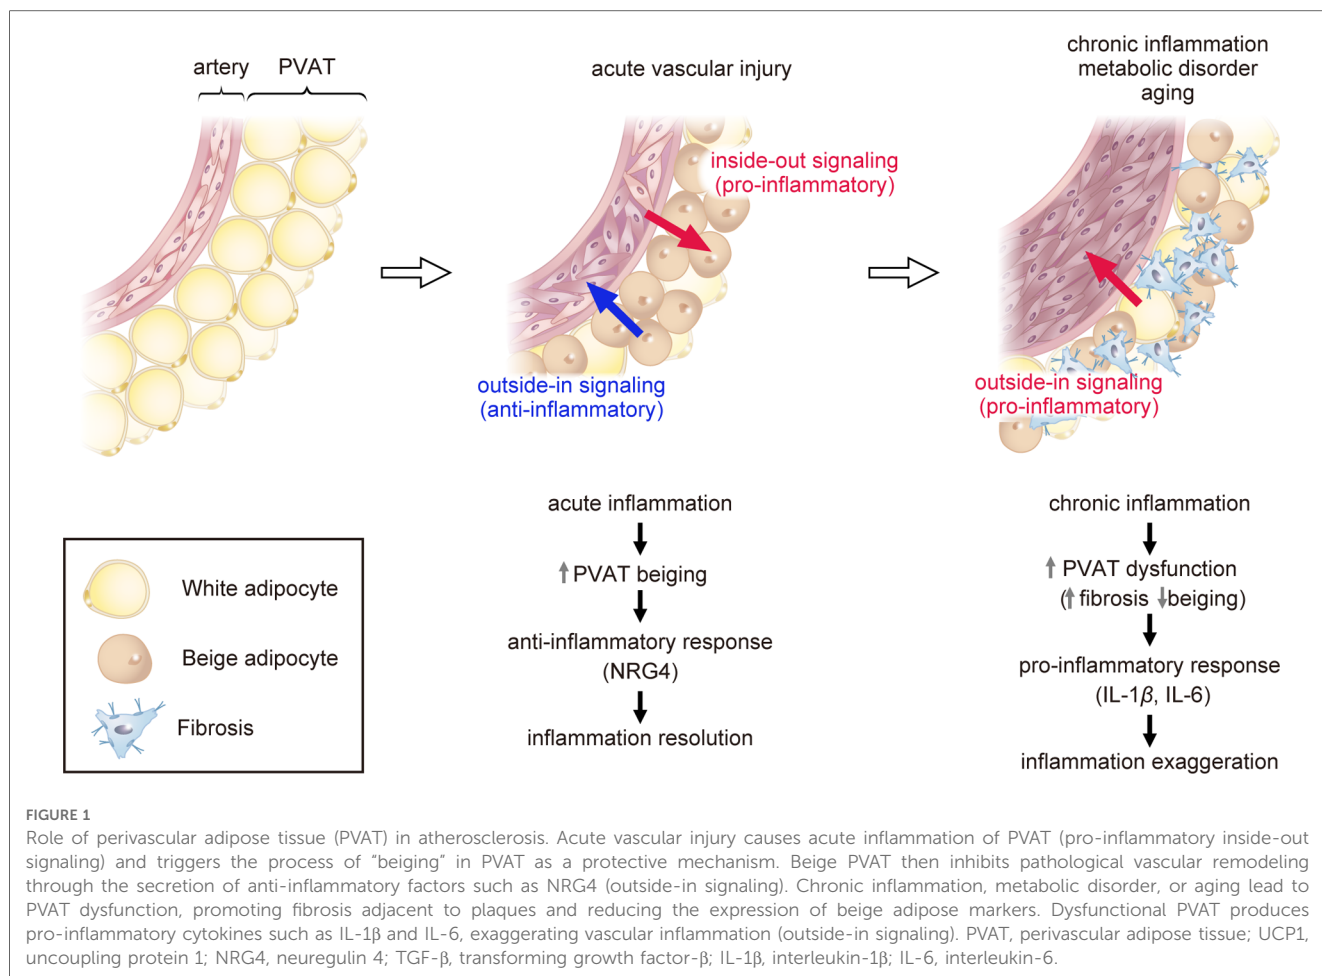 artery
PVAT
acute vascular injury
chronic inflammation
metabolic disorder
aging
inside-out signaling
(pro-inflammatory)
outside-in signaling
(anti-inflammatory)
outside-in signaling
(pro-inflammatory)
White adipocyte
Beige adipocyte
Fibrosis
acute inflammation
↑ PVAT beiging
anti-inflammatory response
(NRG4)
inflammation resolution
chronic inflammation
↑ PVAT dysfunction
(↑ fibrosis ↓beiging)
pro-inflammatory response
(IL-1β, IL-6)
inflammation exaggeration
FIGURE 1
Role of perivascular adipose tissue (PVAT) in atherosclerosis. Acute vascular injury causes acute inflammation of PVAT (pro-inflammatory inside-out
signaling) and triggers the process of “beiging” in PVAT as a protective mechanism. Beige PVAT then inhibits pathological vascular remodeling
through the secretion of anti-inflammatory factors such as NRG4 (outside-in signaling). Chronic inflammation, metabolic disorder, or aging lead to
PVAT dysfunction, promoting fibrosis adjacent to plaques and reducing the expression of beige adipose markers. Dysfunctional PVAT produces
pro-inflammatory cytokines such as IL-1β and IL-6, exaggerating vascular inflammation (outside-in signaling). PVAT, perivascular adipose tissue; UCP1,
uncoupling protein 1; NRG4, neuregulin 4; TGF-β, transforming growth factor-β; IL-1β, interleukin-1β; IL-6, interleukin-6.